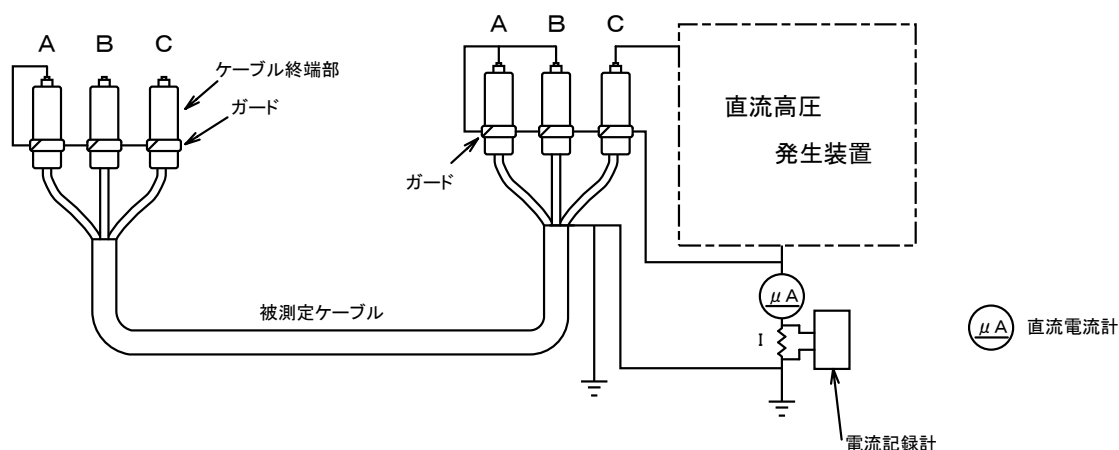 A B C
A B C
ケーブル終端部
ガード
ガード
直流高圧
発生装置
被測定ケーブル
μA
I
μA 直流電流計
電流記録計